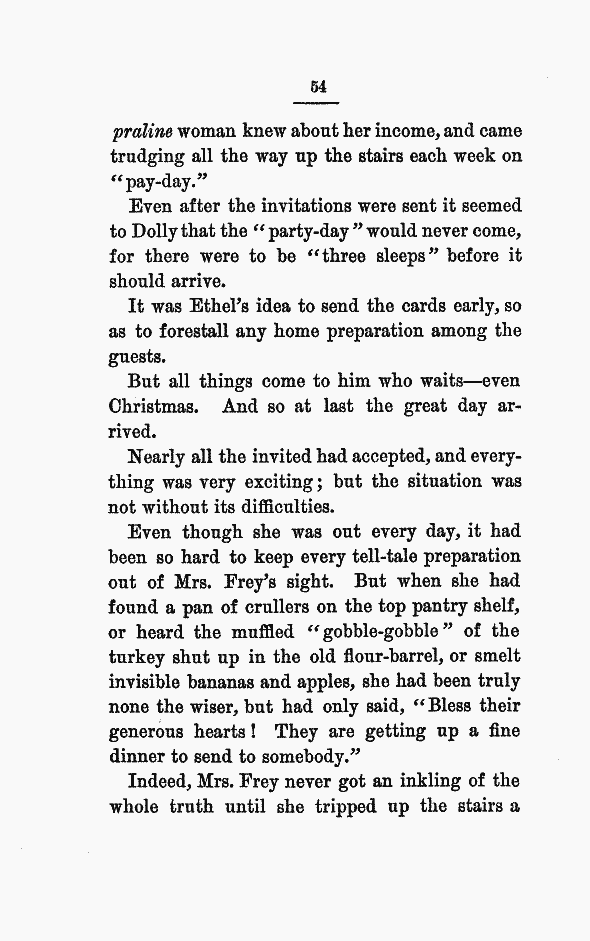 54
praline woman knew about her income, and came
trudging all the way up the stairs each week on
“pay-day.”
Even after the invitations were sent it seemed
to Dolly that the “party-day” would never come,
for there were to be “three sleeps” before it
should arrive.
It was Ethel’s idea to send the cards early, so
as to forestall any home preparation among the
guests.
But all things come to him who waits—even
Christmas. And so at last the great day ar-
rived.
Nearly all the invited had accepted, and every-
thing was very exciting; but the situation was
not without its difficulties.
Even though she was out every day, it had
been so hard to keep every tell-tale preparation
out of Mrs. Frey’s sight. But when she had
found a pan of crullers on the top pantry shelf,
or heard the muffled “gobble-gobble” of the
turkey shut up in the old flour-barrel, or smelt
invisible bananas and apples, she had been truly
none the wiser, but had only said, “Bless their
generous hearts! They are getting up a fine
dinner to send to somebody.”
Indeed, Mrs. Frey never got an inkling of the
whole truth until she tripped up the stairs a